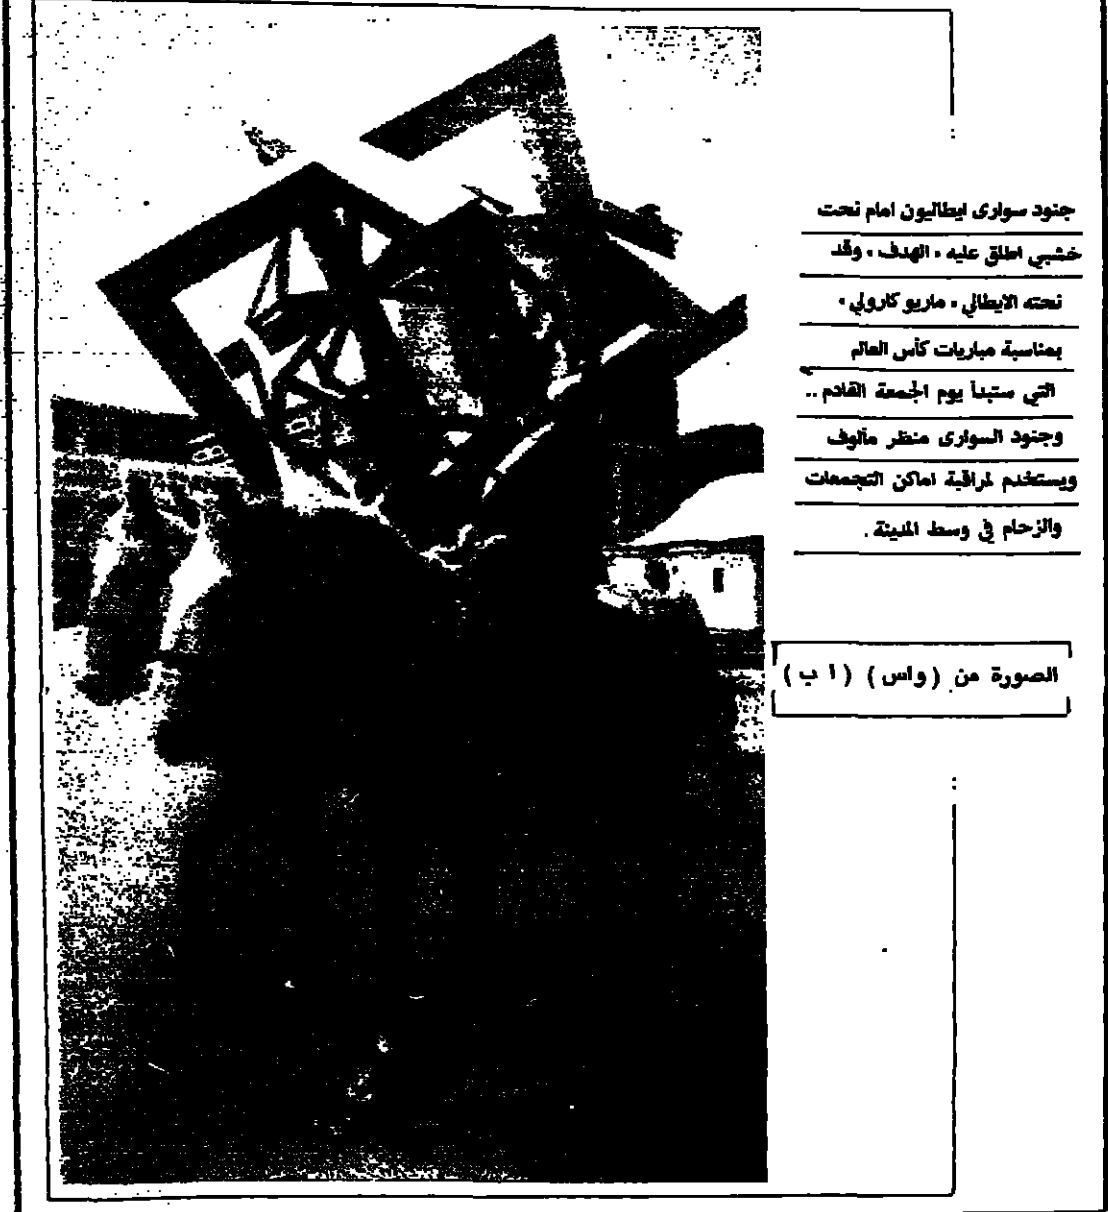 جنود سوارى ايطاليون امام نحت
خشبي اطلق عليه « الهدف » وقد
نحته الايطالي « ماريو كارولي »
بمناسبة مباريات كأس العالم
التي ستبدأ يوم الجمعة القادم ..
وجنود السوارى منظر مألوف
ويستخدم لمراقبة اماكن التجمعات
والزحام في وسط المدينة .
الصورة من ( واس ) ( ا ب )